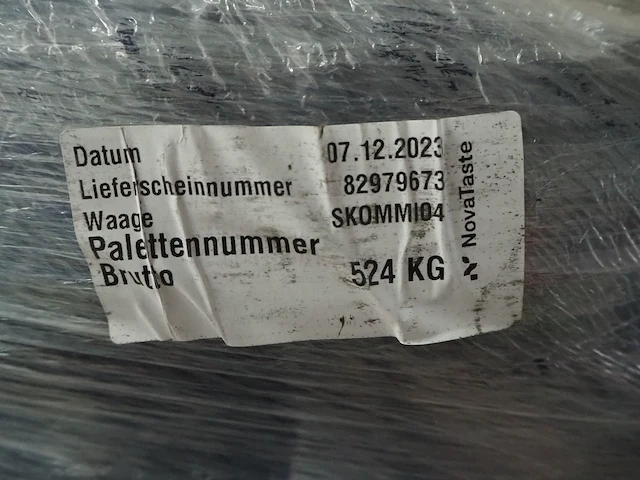 Datum 07.12.2023
Lieferscheinnummer 82979673
Waage SKOMMI04
Palettennummer
Brutto 524 KG
NovaTaste